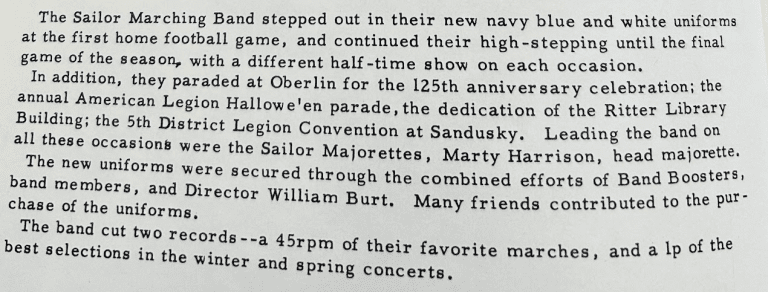 The Sailor Marching Band stepped out in their new navy blue and white uniforms
at the first home football game, and continued their high-stepping until the final
game of the season, with a different half-time show on each occasion.
In addition, they paraded at Oberlin for the 125th anniversary celebration; the
annual American Legion Hallowe'en parade, the dedication of the Ritter Library
Building; the 5th District Legion Convention at Sandusky. Leading the band on
all these occasions were the Sailor Majorettes, Marty Harrison, head majorette.
The new uniforms were secured through the combined efforts of Band Boosters,
band members, and Director William Burt. Many friends contributed to the pur-
chase of the uniforms.
The band cut two records--a 45rpm of their favorite marches, and a lp of the
best selections in the winter and spring concerts.